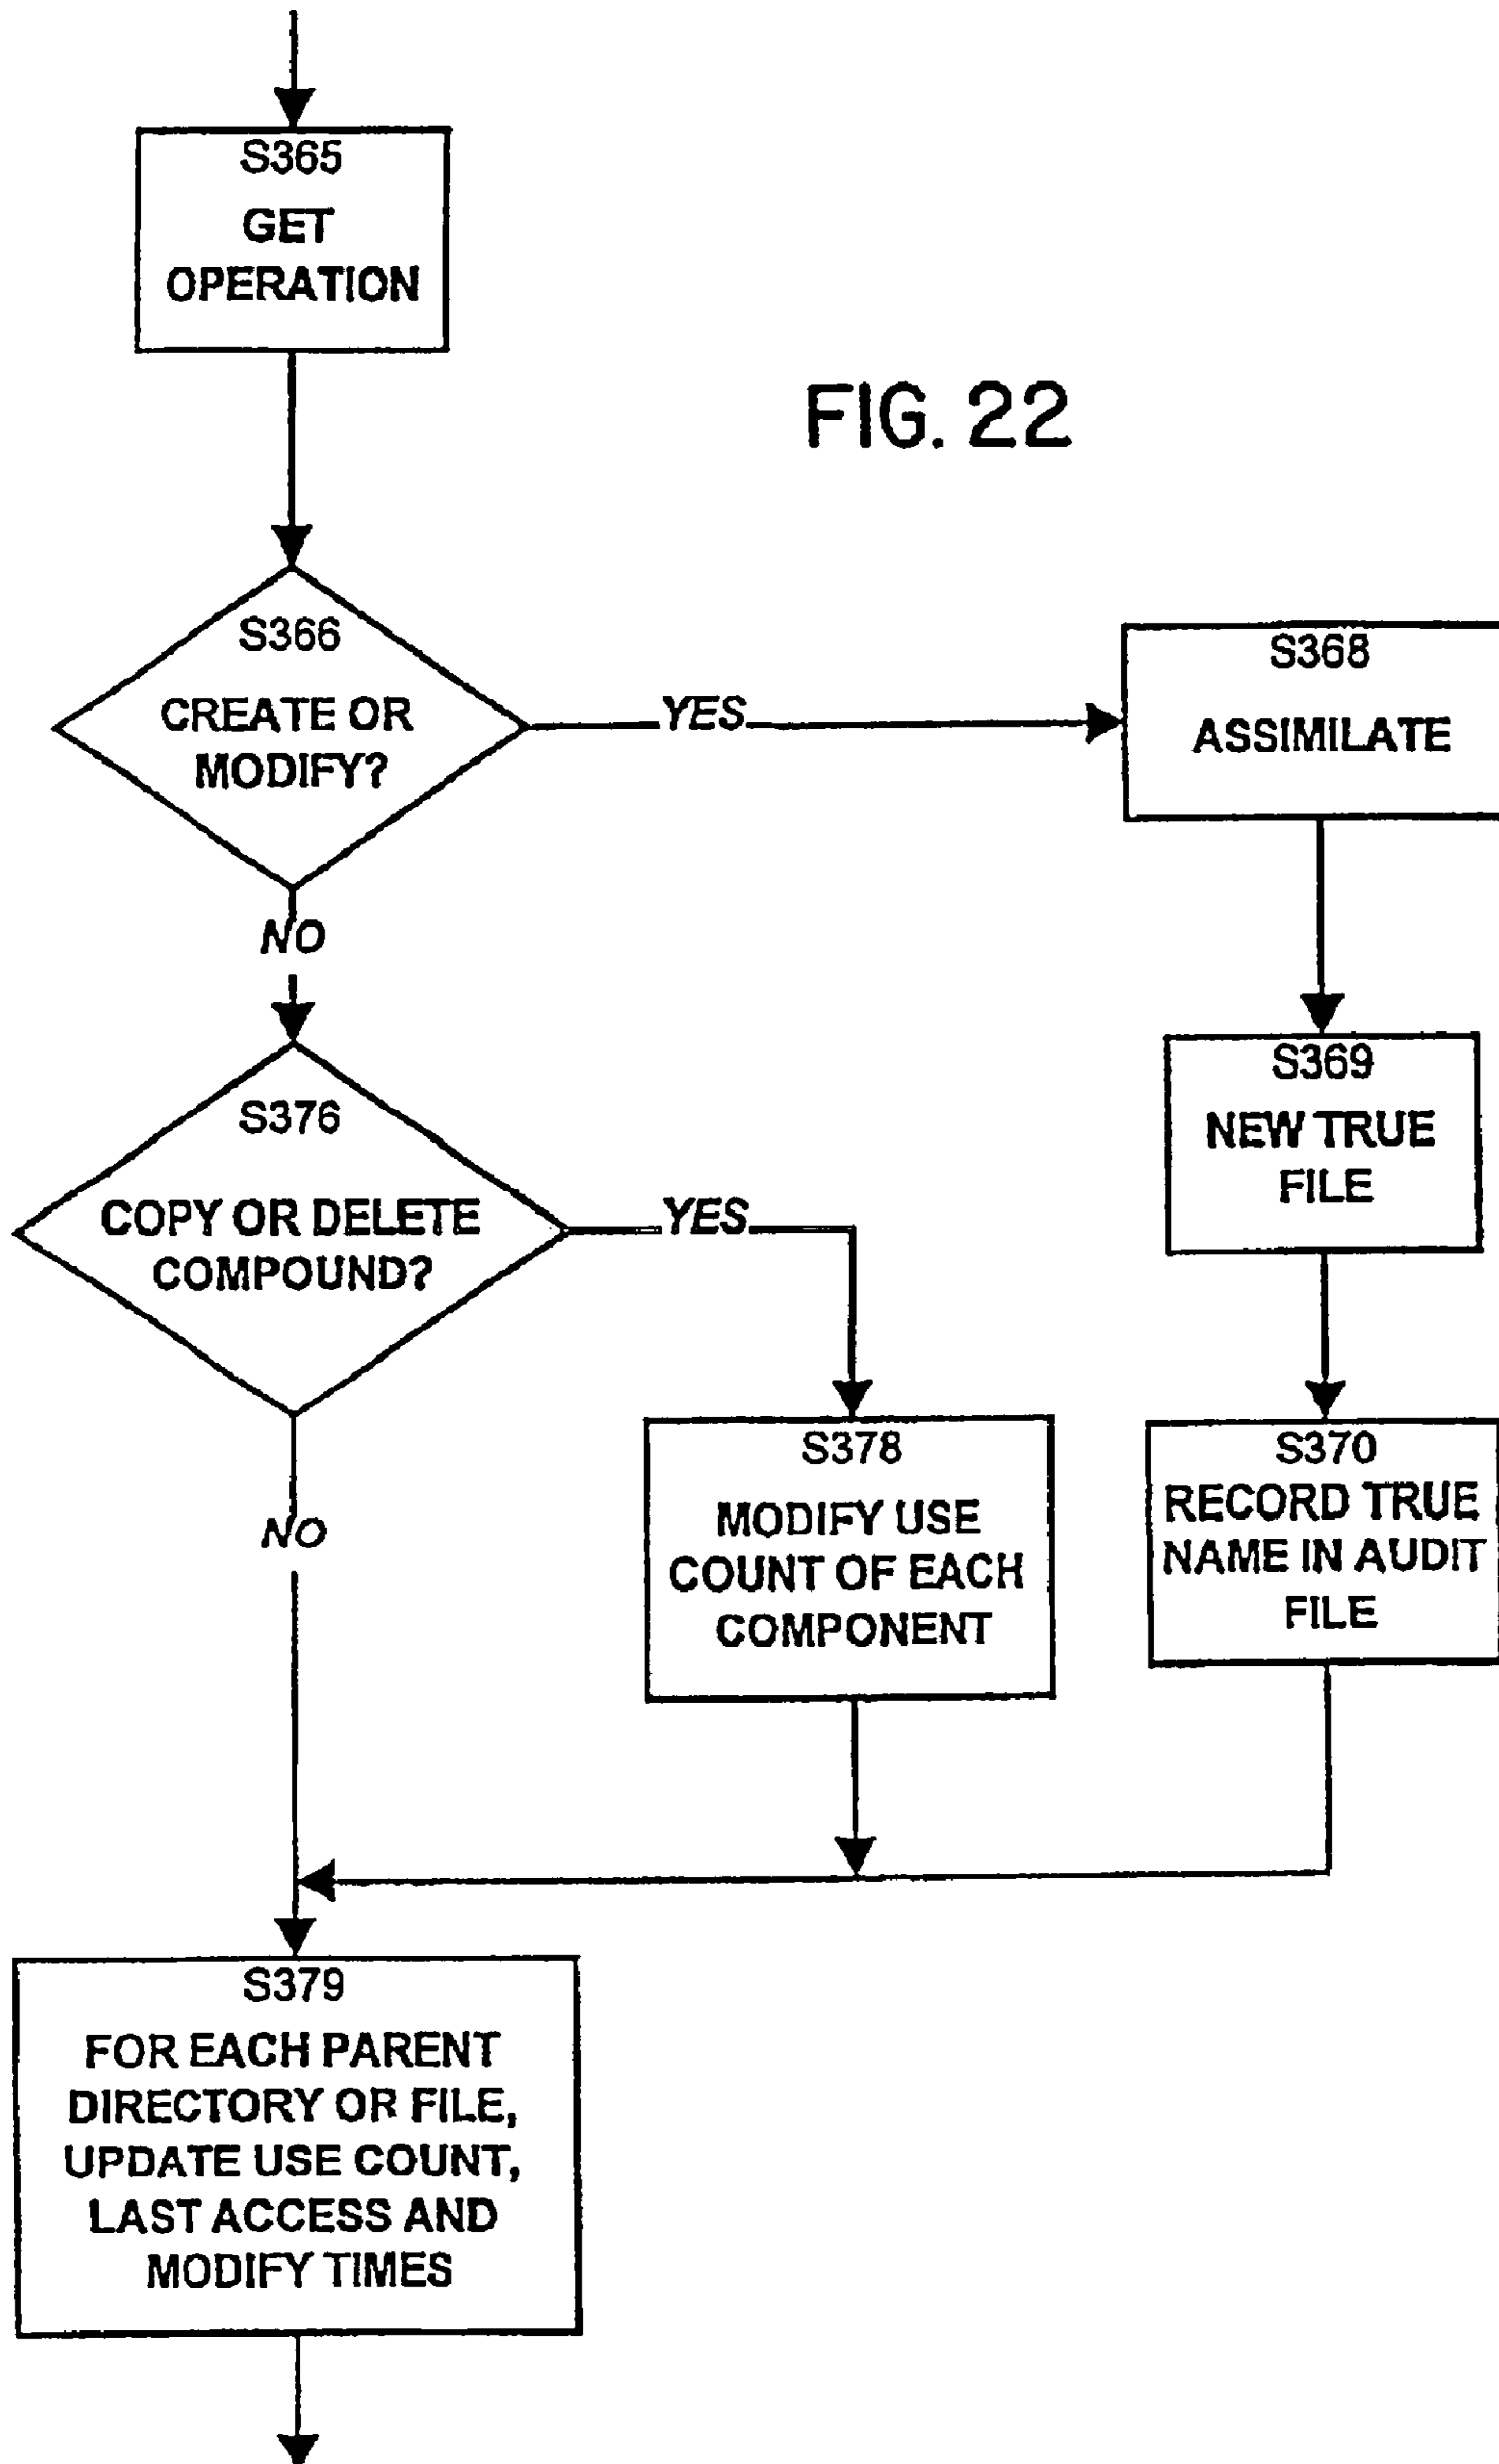 S365
GET
OPERATION
FIG. 22
S366
CREATE OR
MODIFY?
YES
S368
ASSIMILATE
NO
S369
NEW TRUE
FILE
S376
COPY OR DELETE
COMPOUND?
YES
S378
MODIFY USE
COUNT OF EACH
COMPONENT
S370
RECORD TRUE
NAME IN AUDIT
FILE
NO
S379
FOR EACH PARENT
DIRECTORY OR FILE,
UPDATE USE COUNT,
LAST ACCESS AND
MODIFY TIMES